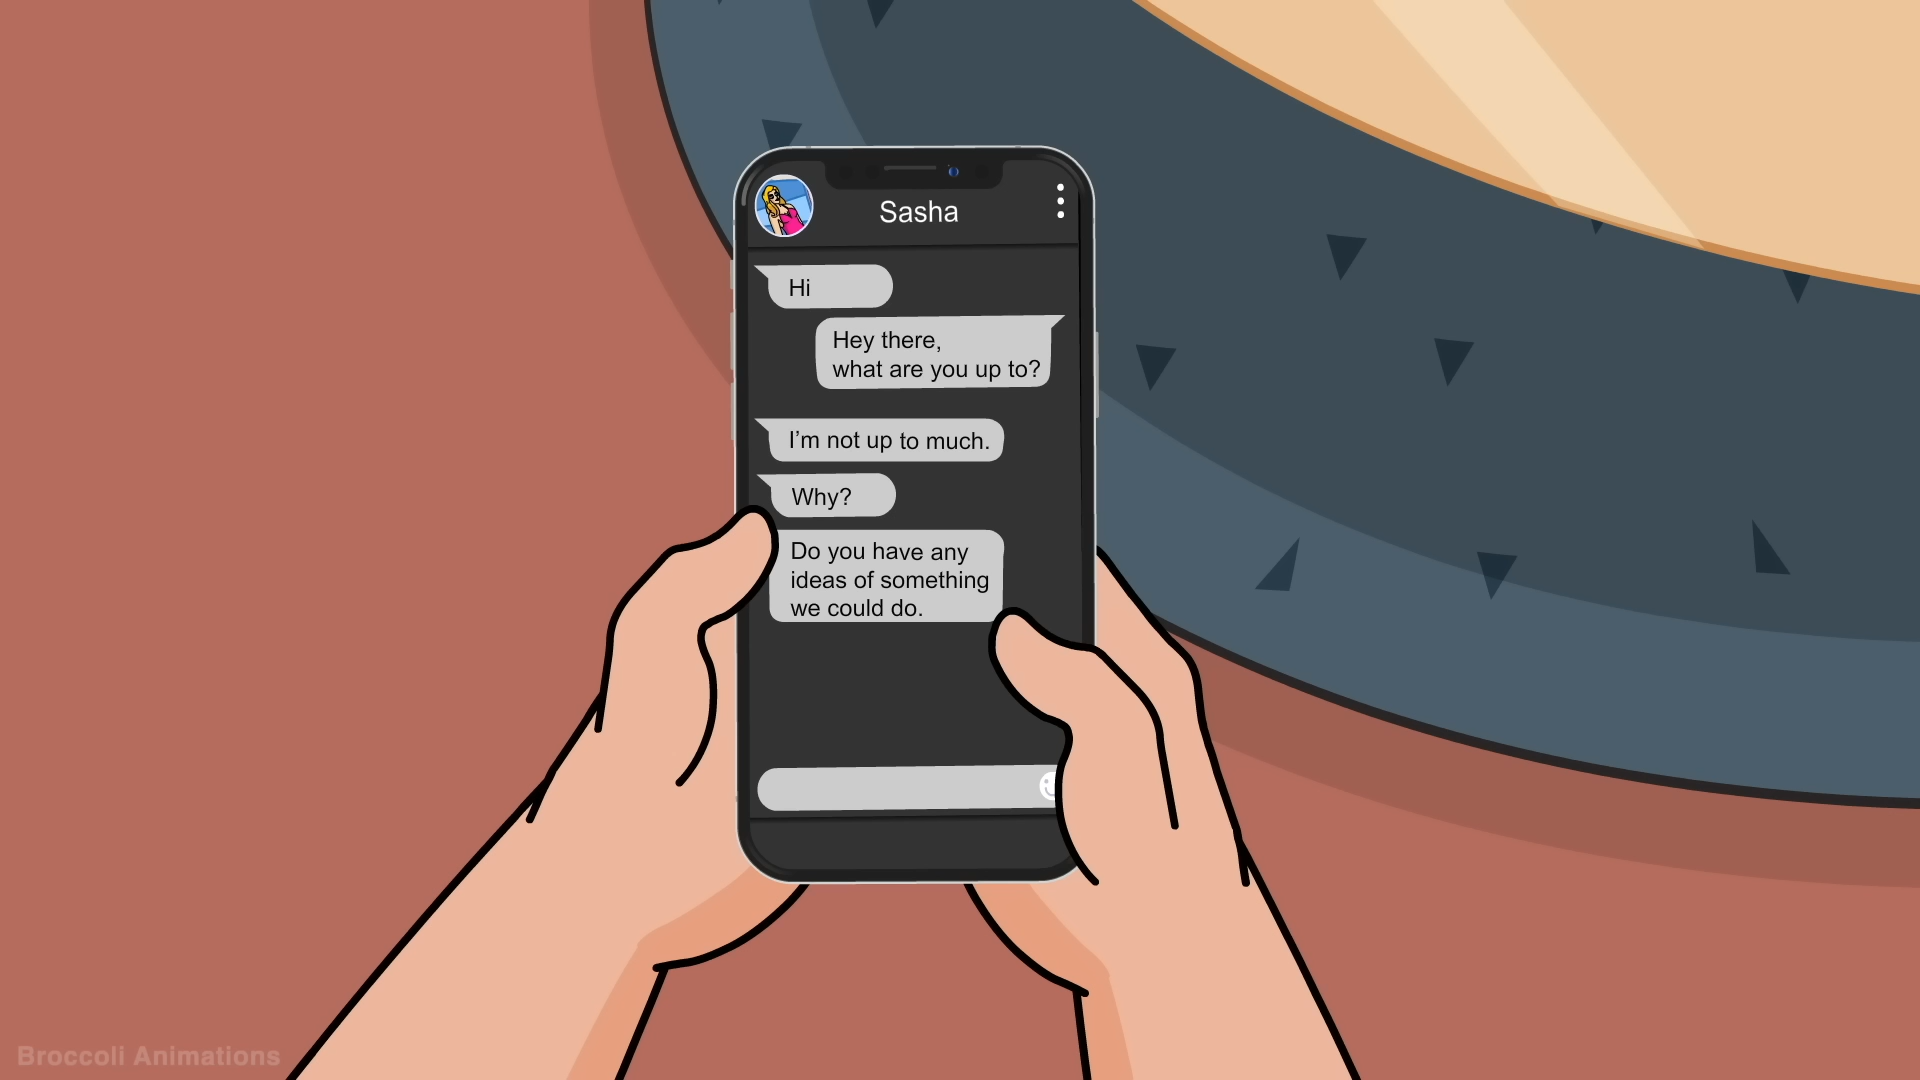 Sasha
Hi
Hey there,
what are you up to?
I’m not up to much.
Why?
Do you have any
ideas of something
we could do.
Broccoli Animations